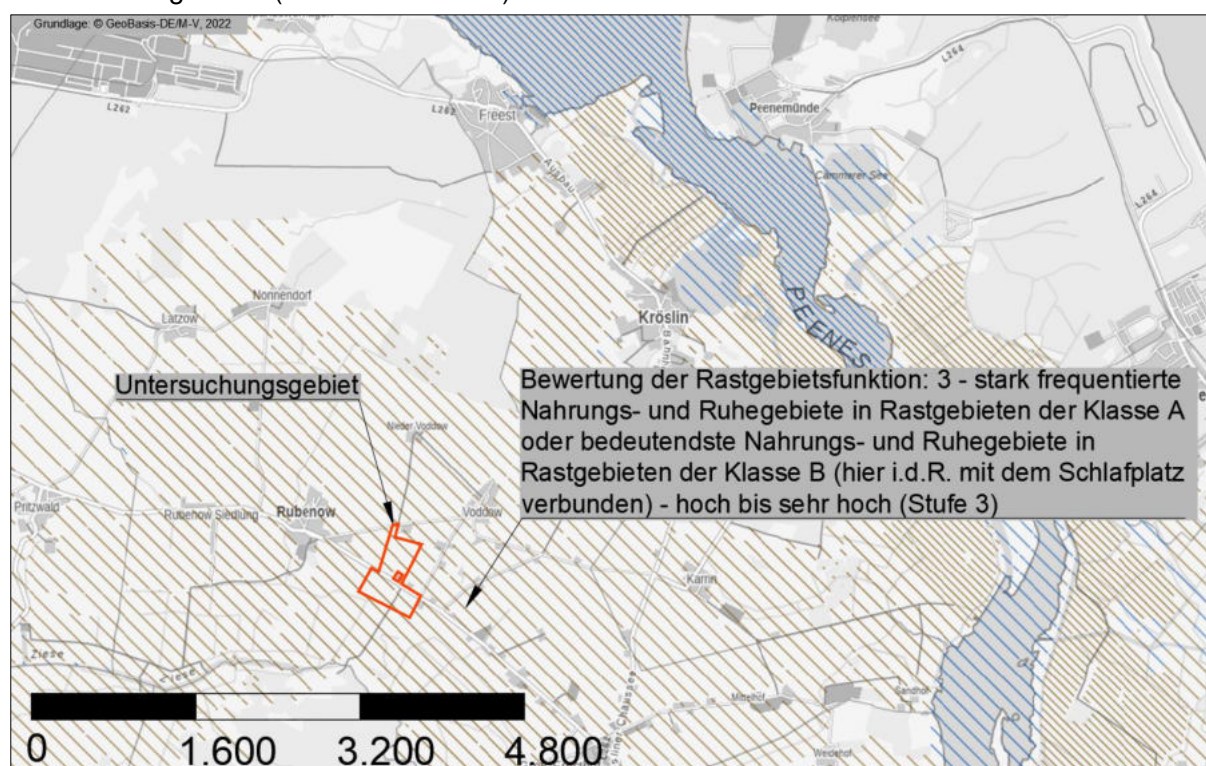 Grundlage: © GeoBasis-DE/M-V, 2022
Kölpiensee
L264
L262
L262
Freest
Peenemünde
Ausbau
Cämmerer See
L264
Nonnendorf
Latzow
Kröslin
PEENES
Untersuchungsgebiet
Bewertung der Rastgebietsfunktion: 3 - stark frequentierte
Nahrungs- und Ruhegebiete in Rastgebieten der Klasse A
oder bedeutendste Nahrungs- und Ruhegebiete in
Rastgebieten der Klasse B (hier i.d.R. mit dem Schlafplatz
verbunden) - hoch bis sehr hoch (Stufe 3)
Nieder Voddow
Pritzwald
Rubenow Siedlung
Rubenow
Voddow
Karrin
Ziese
Ziese
Mittelhof
Sandhof
Weidehof
0
1.600
3.200
4.800